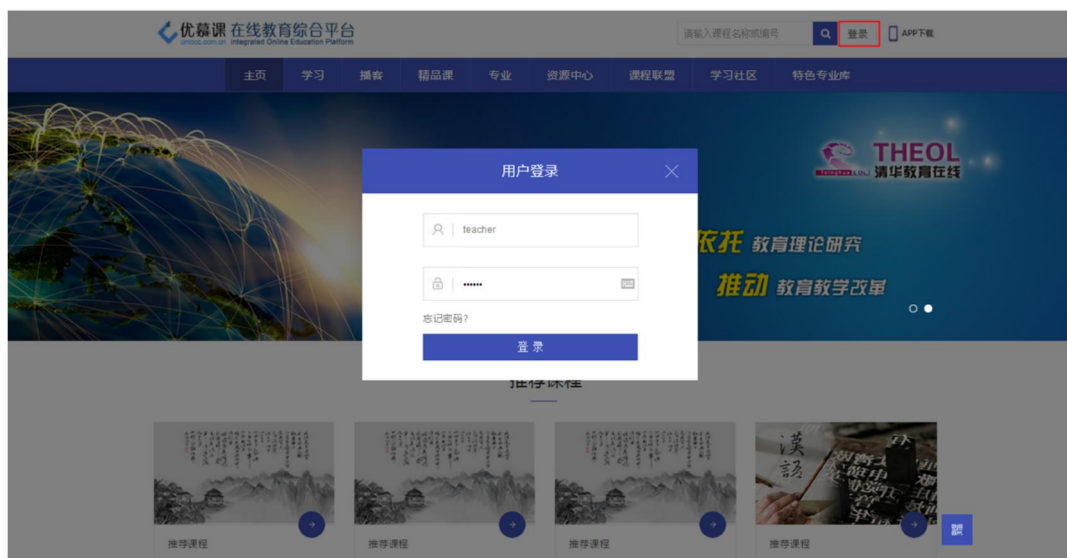 优慕课 在线教育综合平台
umooc.com.cn Integrated Online Education Platform
请输入课程名称或编号
登录
APP下载
主页 学习 播客 精品课 专业 资源中心 课程联盟 学习社区 特色专业库
用户登录
THEOL
清华教育在线
teacher
••••••
忘记密码?
登 录
依托 教育理论研究
推动 教育教学改革
推荐课程
漢
語
推荐课程 推荐课程 推荐课程 推荐课程